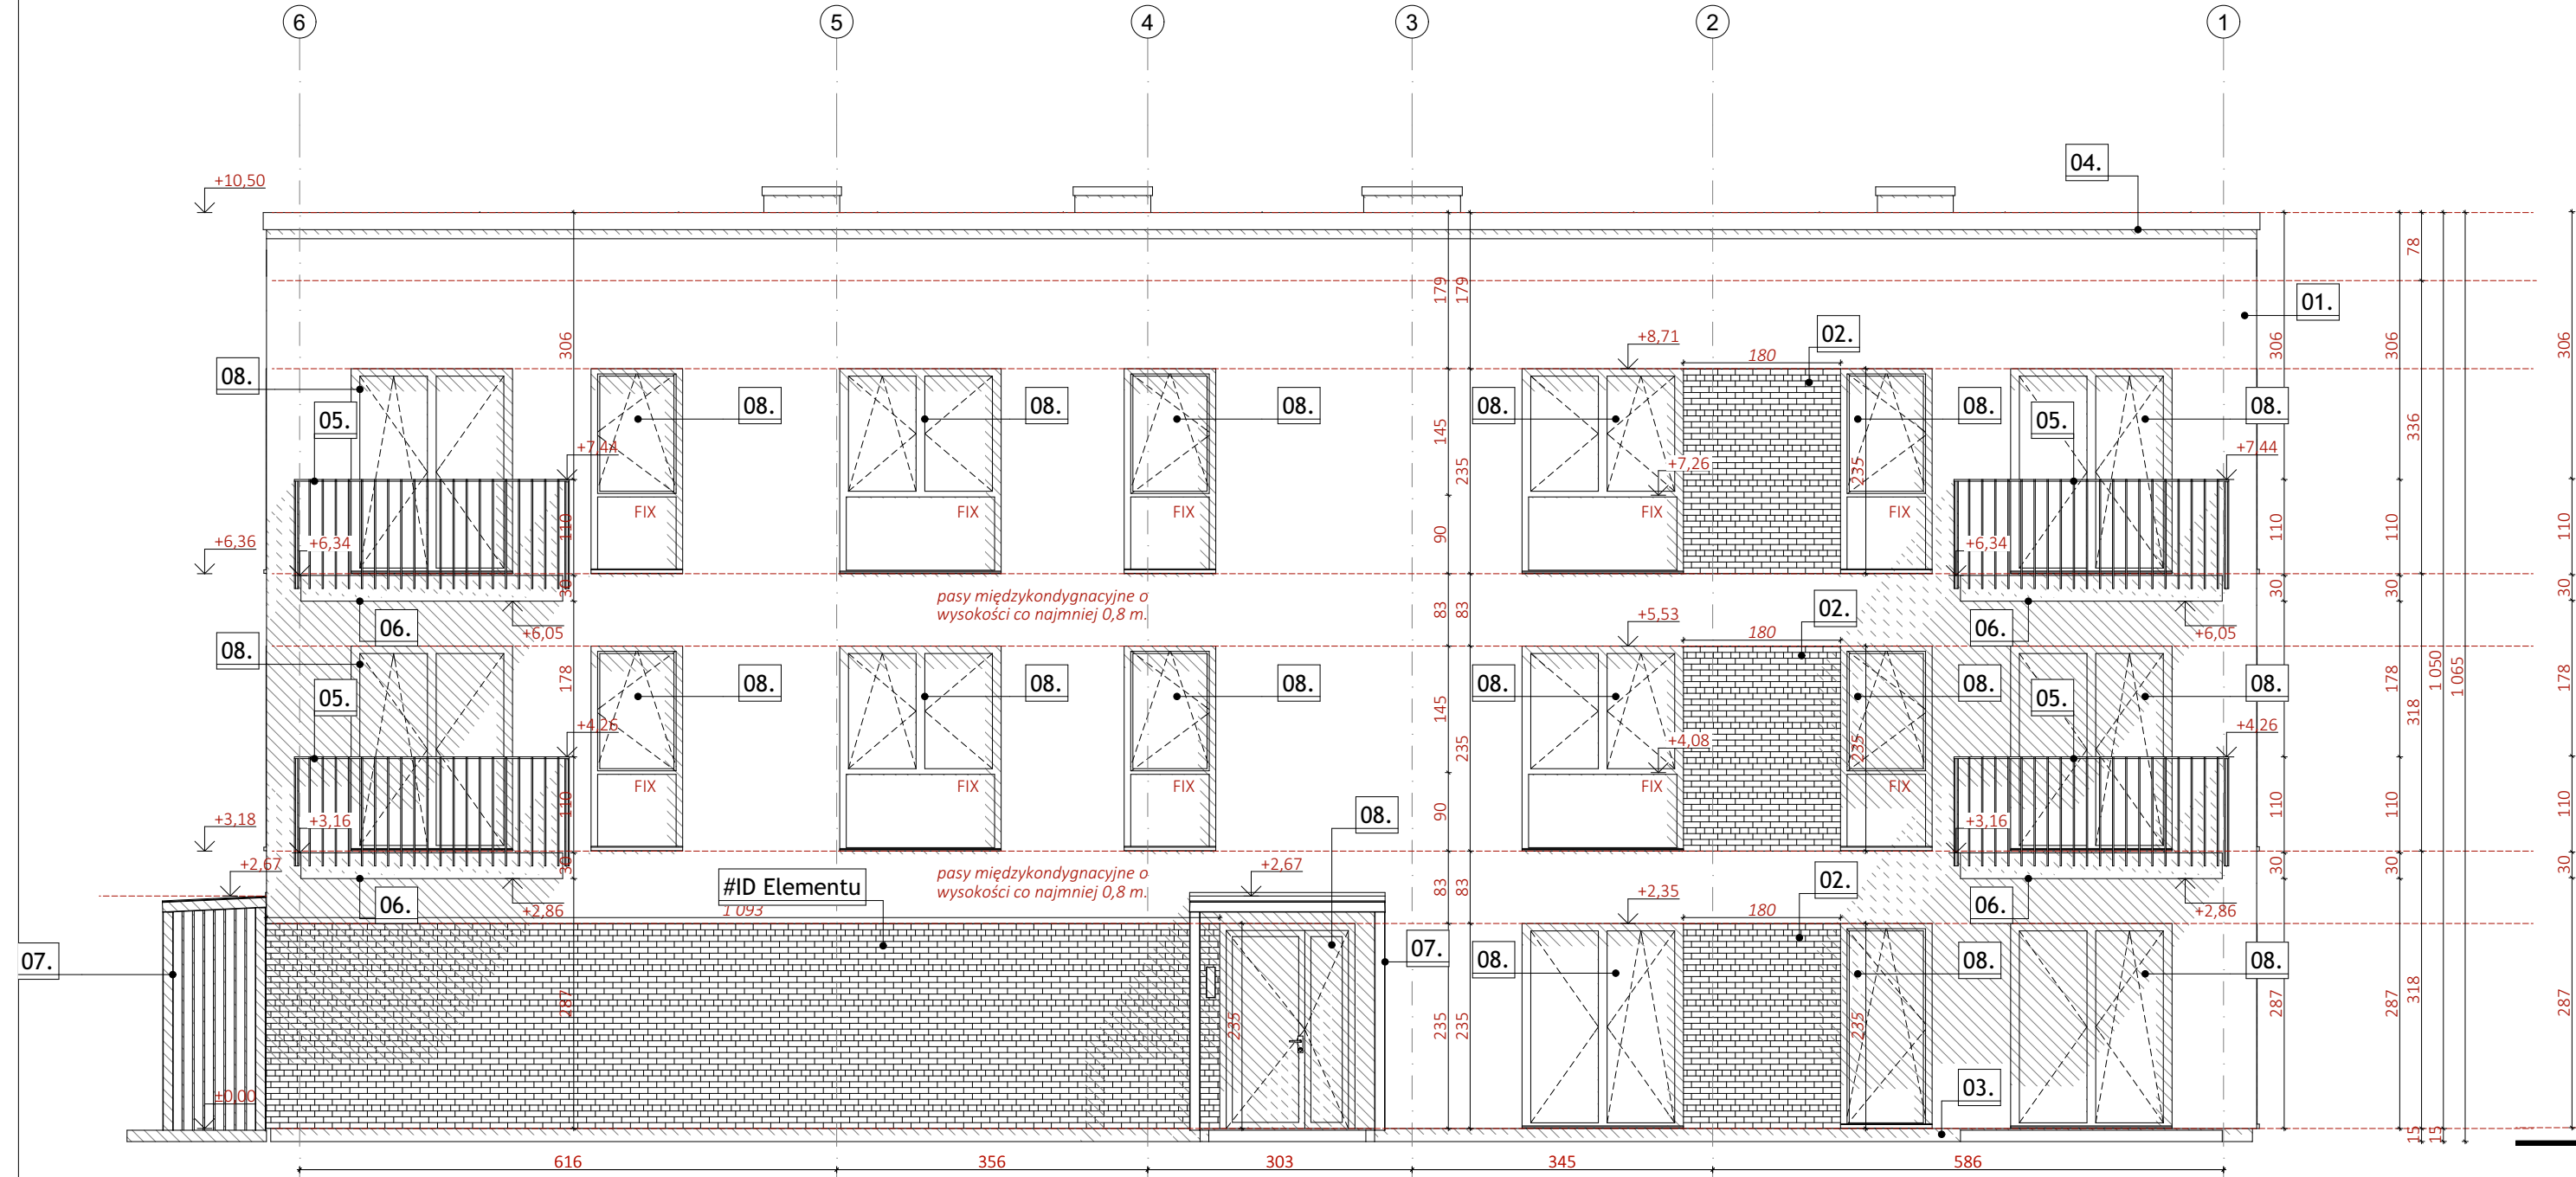 6 5 4 3 2 1
04.
+10,50
78
01.
179 179
306 306 306 306
+8,71 180 02.
08. 08. 08. 08. 08. 08. 08.
05. 05.
+7,44 +7,44
145 235 235 336
+7,26
FIX FIX FIX FIX FIX
110 90 110 110 110
+6,36 +6,34 +6,34
30 30 30 30
pasy międzykondygnacyjne o
wysokości co najmniej 0,8 m.
83 83
+5,53 180 02.
06. +6,05 06. +6,05
08. 08. 08. 08. 08. 08. 08.
178 178 178 178
05. 05.
1 050 1 065
+4,26 +4,26
145 235 235 318
+4,08
FIX FIX FIX FIX FIX
110 90 110 110 110
+3,18 +3,16 +3,16
08.
30 30 30 30
+2,67 +2,67
pasy międzykondygnacyjne o
wysokości co najmniej 0,8 m.
#ID Elementu
83 83
02.
+2,35 180
06. +2,86 1 093 06. +2,86
07. 07. 08. 08. 08.
287 235 235 235 235 287 287 318 287
±0,00
03.
15 15
616 356 303 345 586